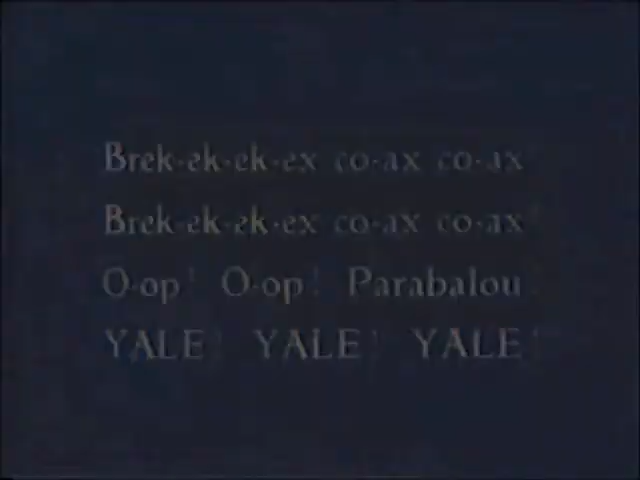 Brek-ek-ek-ex co-ax co-ax!
Brek-ek-ek-ex co-ax co-ax!
O-op! O-op! Parabalou!
YALE! YALE! YALE!